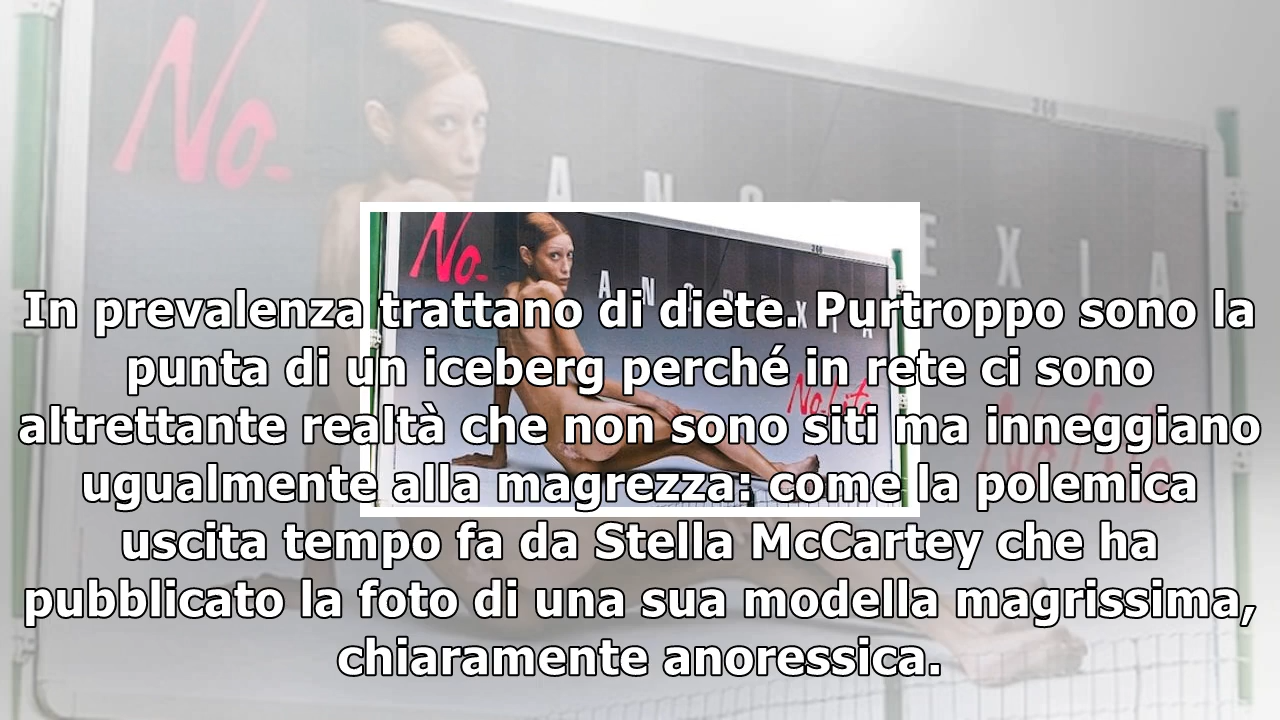 No-
ANOREXIA
No-Life
In prevalenza trattano di diete. Purtroppo sono la
punta di un iceberg perché in rete ci sono
altrettante realtà che non sono siti ma inneggiano
ugualmente alla magrezza: come la polemica
uscita tempo fa da Stella McCartey che ha
pubblicato la foto di una sua modella magrissima,
chiaramente anoressica.